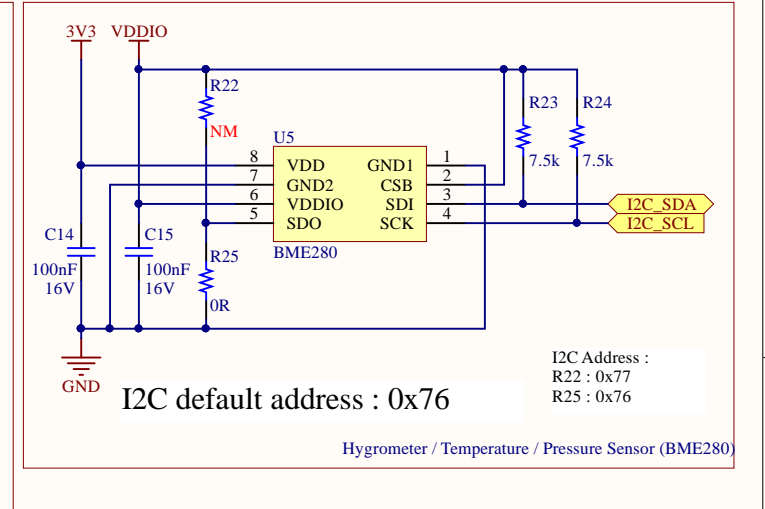 3V3 VDDIO
R22
NM
R23
7.5k
R24
7.5k
U5
8 VDD GND1 1
7 GND2 CSB 2
6 VDDIO SDI 3
5 SDO SCK 4
BME280
I2C_SDA
I2C_SCL
C14
100nF
16V
C15
100nF
16V
R25
0R
GND
I2C default address : 0x76
I2C Address :
R22 : 0x77
R25 : 0x76
Hygrometer / Temperature / Pressure Sensor (BME280)